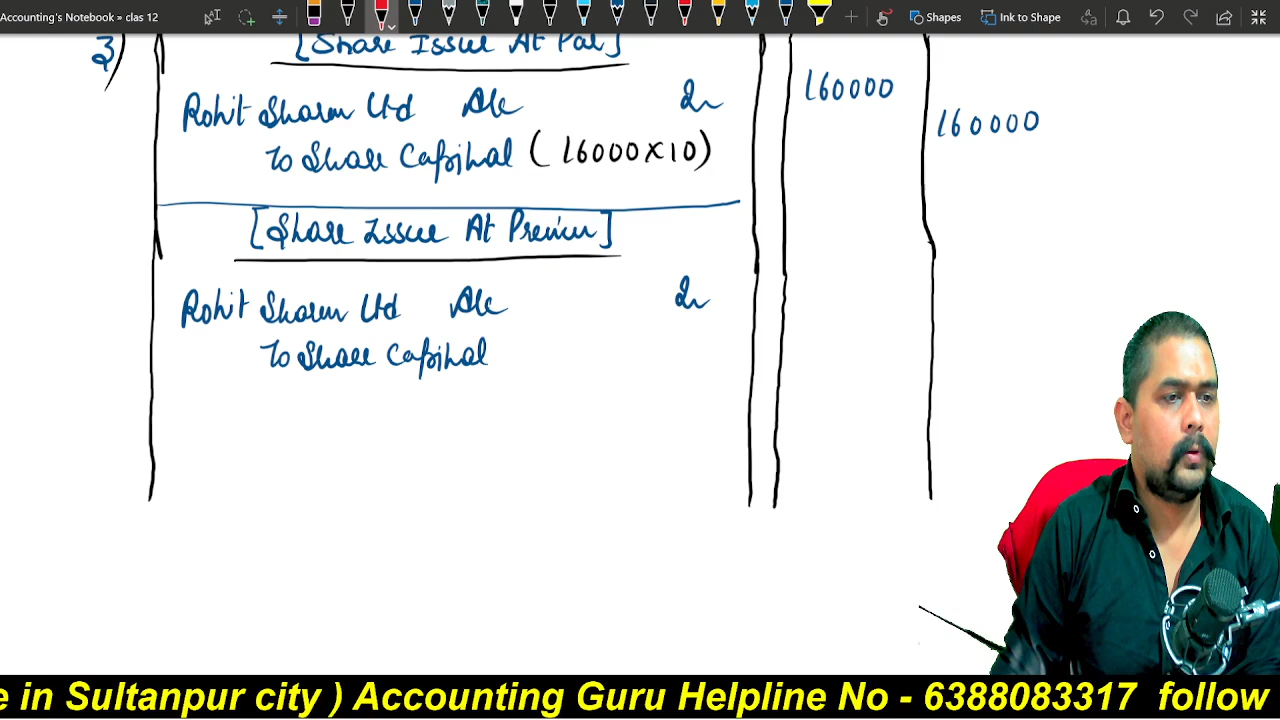 Accounting's Notebook » clas 12
Shapes
Ink to Shape
3)
[Share Issue At Par]
Rohit Sharm Ltd A/c Dr 160000
To Share Capital (16000×10) 160000
[Share Issue At Premium]
Rohit Sharm Ltd A/c Dr
To Share Capital
e in Sultanpur city ) Accounting Guru Helpline No - 6388083317 follow